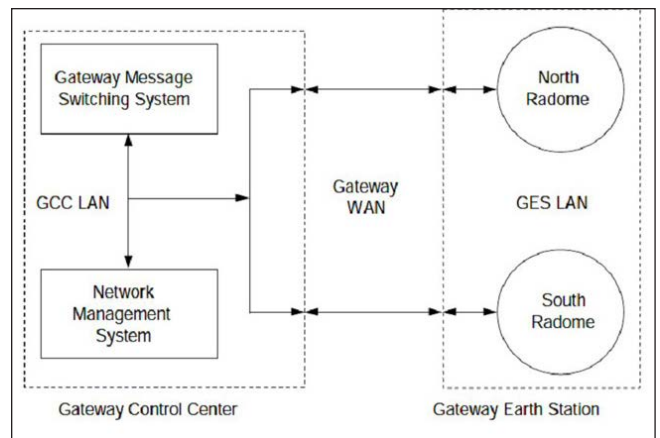 Gateway Message
Switching System
North
Radome
GCC LAN
Gateway
WAN
GES LAN
Network
Management
System
South
Radome
Gateway Control Center
Gateway Earth Station